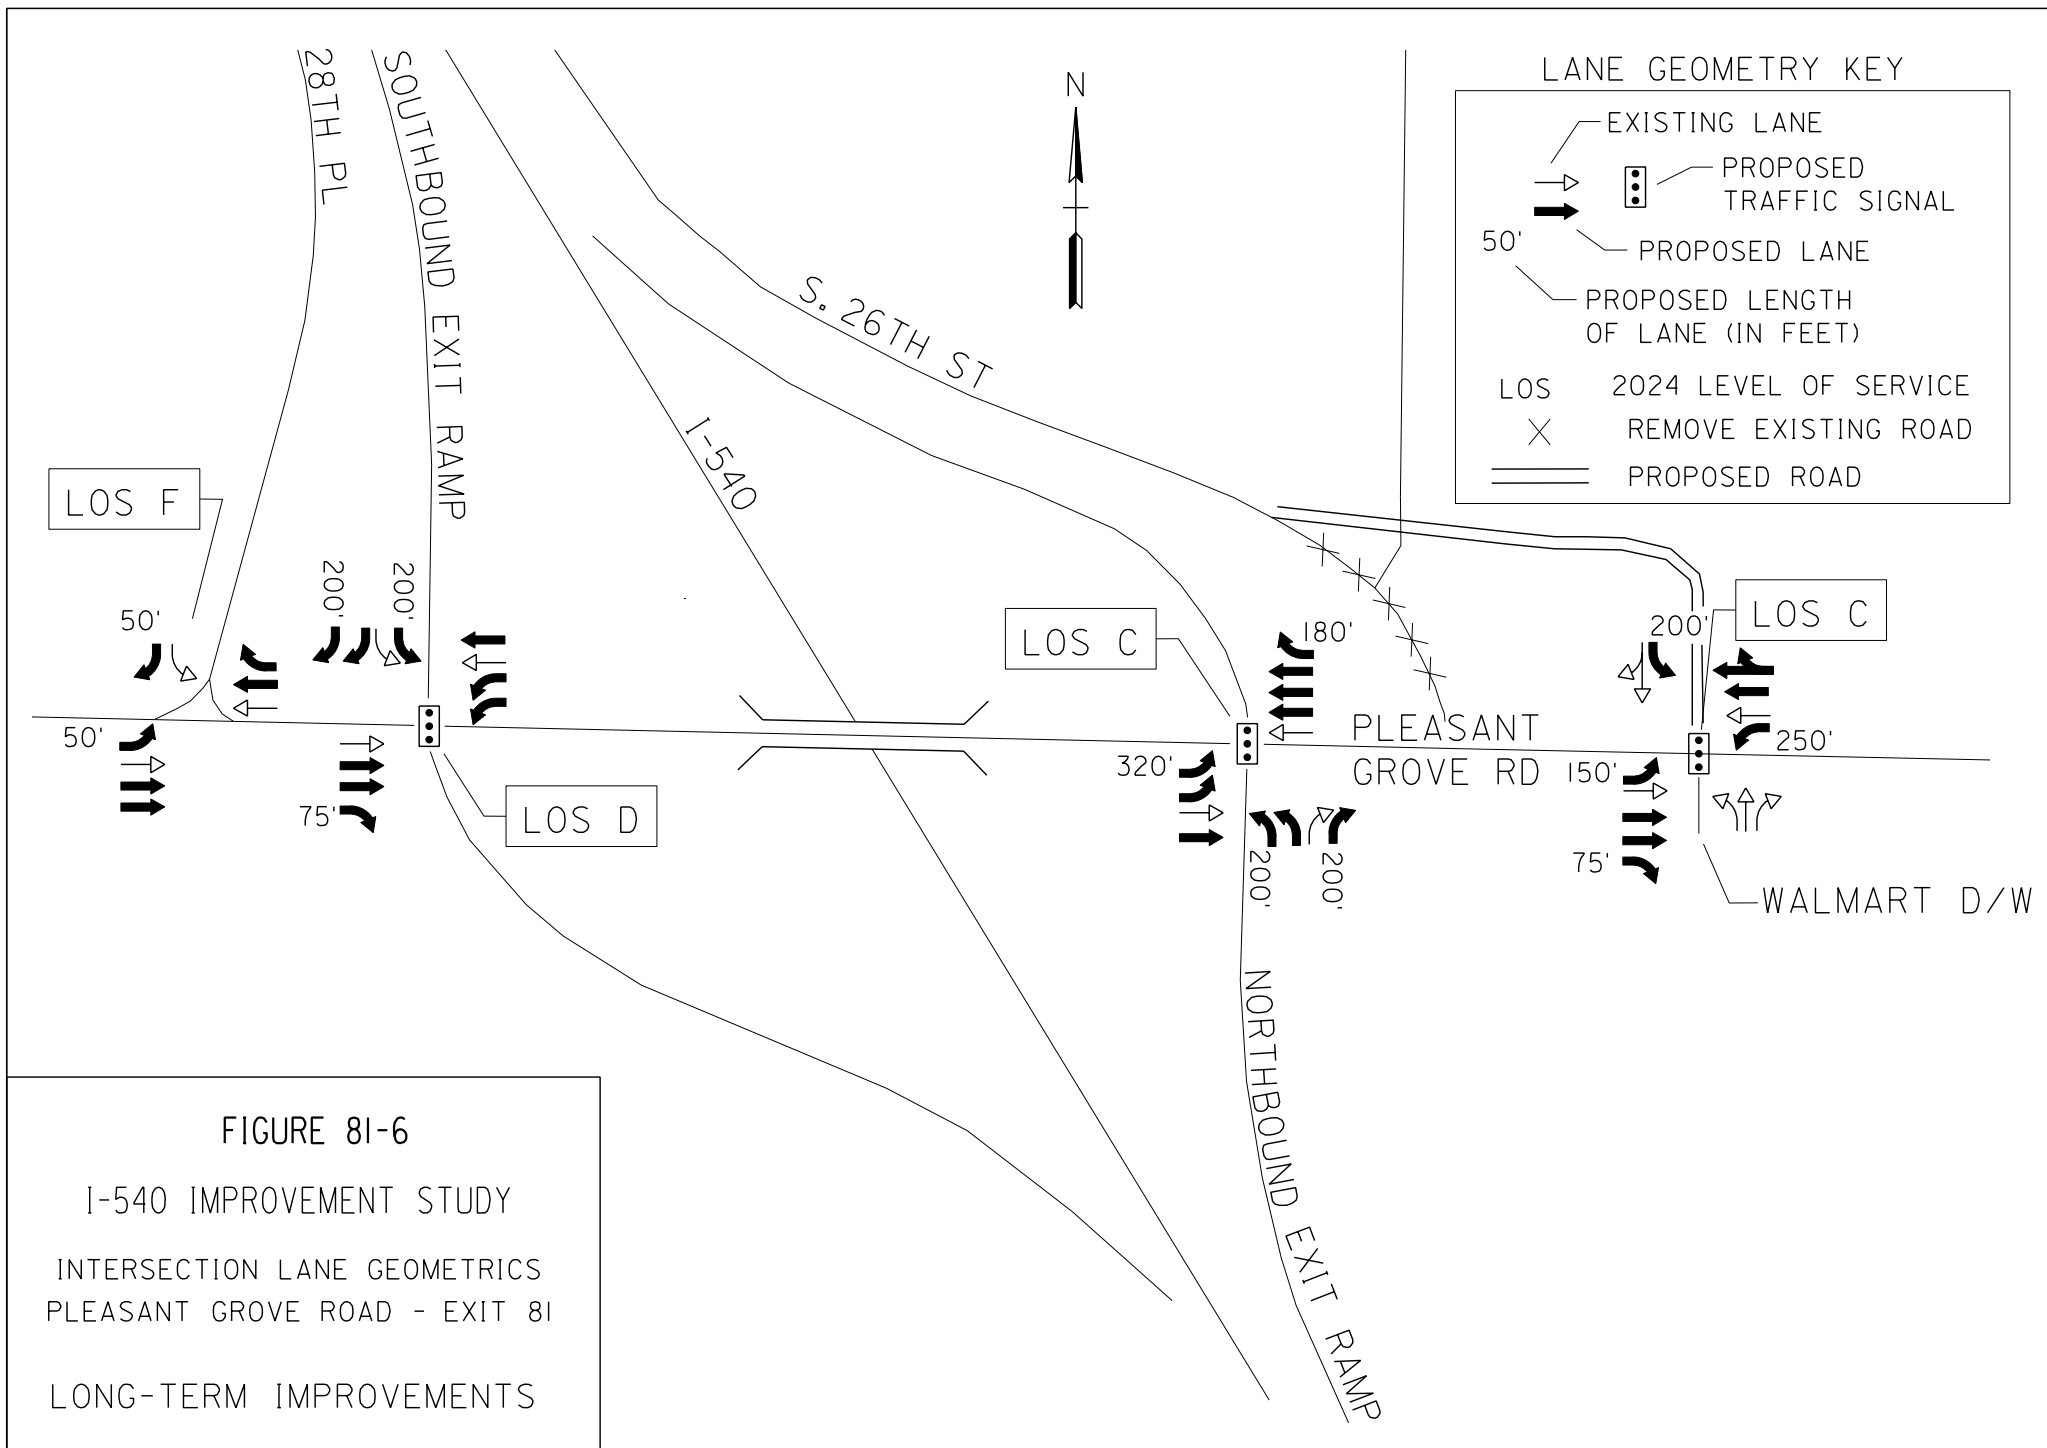 28TH PL
SOUTHBOUND EXIT RAMP
I-540
S. 26TH ST
N
LANE GEOMETRY KEY
EXISTING LANE
PROPOSED
TRAFFIC SIGNAL
PROPOSED LANE
50'
PROPOSED LENGTH
OF LANE (IN FEET)
LOS 2024 LEVEL OF SERVICE
REMOVE EXISTING ROAD
PROPOSED ROAD
LOS F
50'
200'
200'
50'
75'
LOS D
LOS C
180'
320'
200'
200'
PLEASANT
GROVE RD
LOS C
200'
250'
150'
75'
WALMART D/W
NORTHBOUND EXIT RAMP
FIGURE 81-6
I-540 IMPROVEMENT STUDY
INTERSECTION LANE GEOMETRICS
PLEASANT GROVE ROAD - EXIT 81
LONG-TERM IMPROVEMENTS